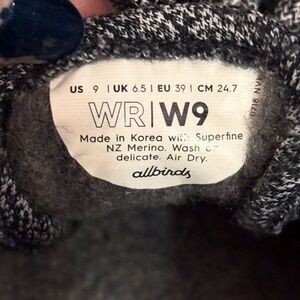 US 9 | UK 6.5 | EU 39 | CM 24.7
WR|W9
Made in Korea with Superfine
NZ Merino. Wash on
delicate. Air Dry.
allbirds